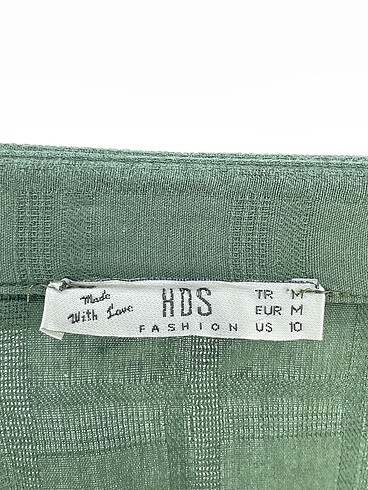 Made
With Love
HDS
FASHION
TR M
EUR M
US 10